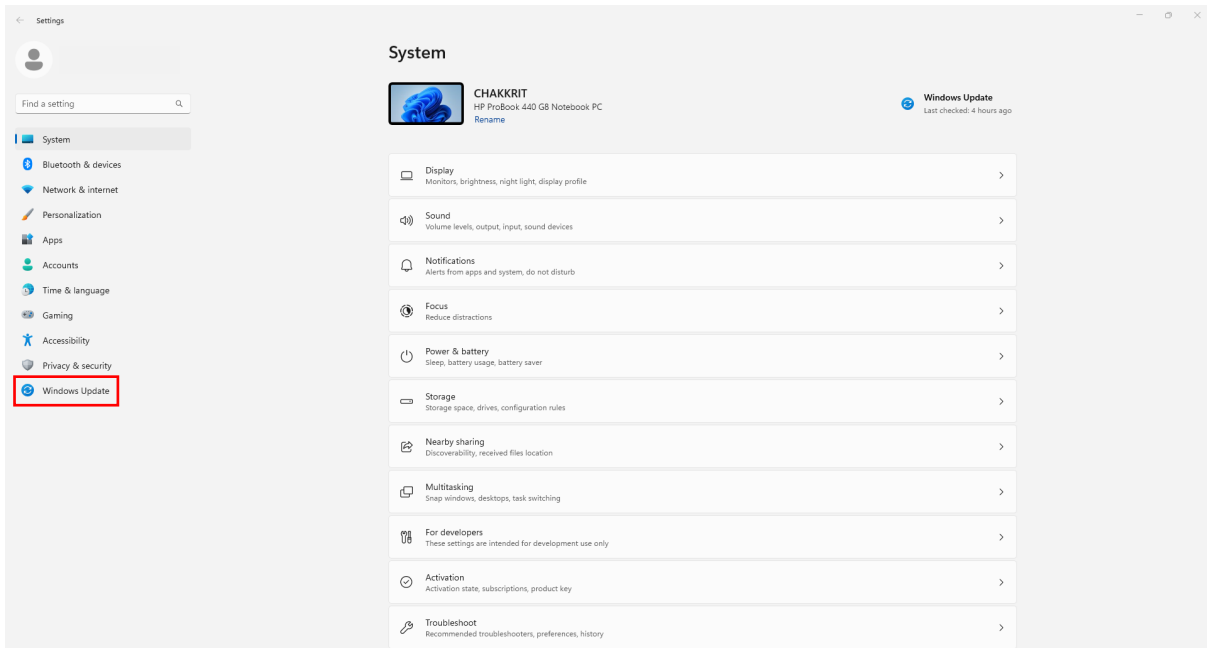 Settings
Find a setting
System
Bluetooth & devices
Network & internet
Personalization
Apps
Accounts
Time & language
Gaming
Accessibility
Privacy & security
Windows Update
System
CHAKKRIT
HP ProBook 440 G8 Notebook PC
Rename
Windows Update
Last checked: 4 hours ago
Display
Monitors, brightness, night light, display profile
Sound
Volume levels, output, input, sound devices
Notifications
Alerts from apps and system, do not disturb
Focus
Reduce distractions
Power & battery
Sleep, battery usage, battery saver
Storage
Storage space, drives, configuration rules
Nearby sharing
Discoverability, received files location
Multitasking
Snap windows, desktops, task switching
For developers
These settings are intended for development use only
Activation
Activation state, subscriptions, product key
Troubleshoot
Recommended troubleshooters, preferences, history